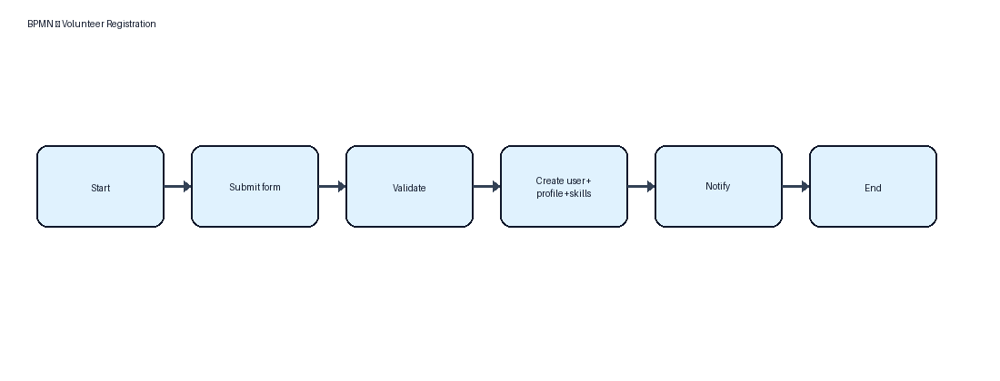 BPMN □ Volunteer Registration
Start
Submit form
Validate
Create user+
profile+skills
Notify
End